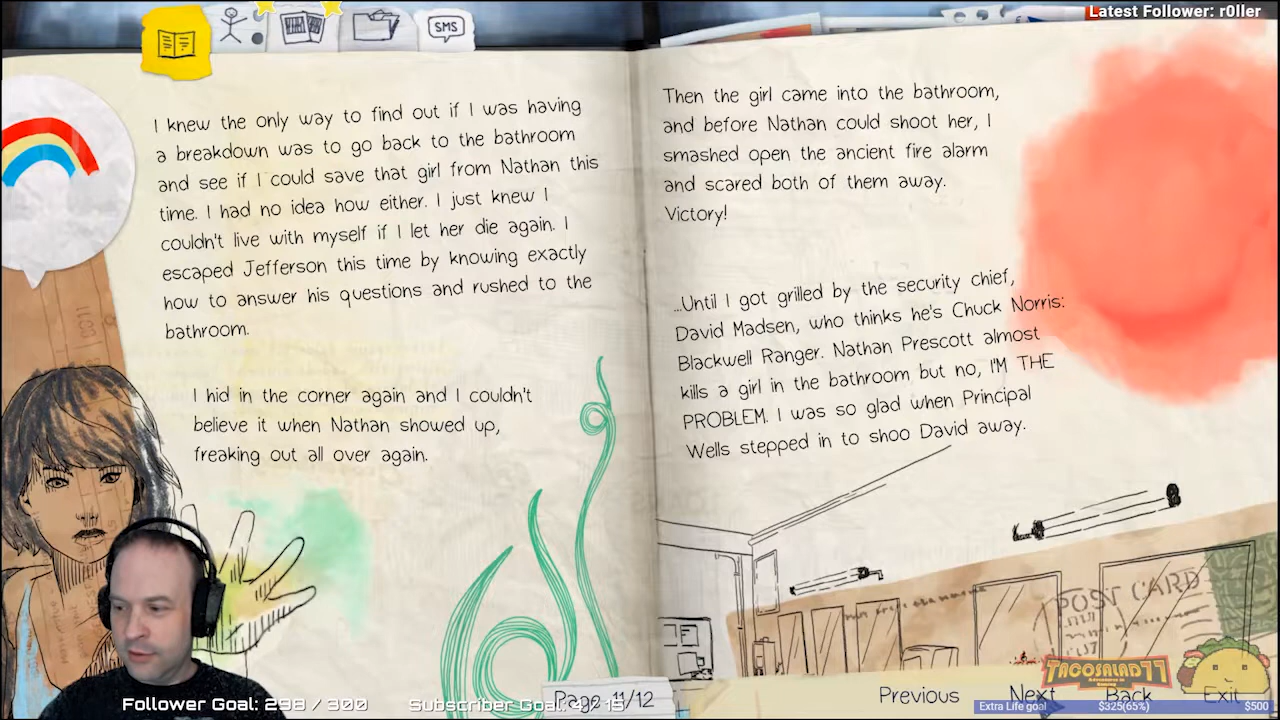 Latest Follower: r0ller
SMS
I knew the only way to find out if I was having
a breakdown was to go back to the bathroom
and see if I could save that girl from Nathan this
time. I had no idea how either. I just knew I
couldn't live with myself if I let her die again. I
escaped Jefferson this time by knowing exactly
how to answer his questions and rushed to the
bathroom.
I hid in the corner again and I couldn't
believe it when Nathan showed up,
freaking out all over again.
Then the girl came into the bathroom,
and before Nathan could shoot her, I
smashed open the ancient fire alarm
and scared both of them away.
Victory!
...Until I got grilled by the security chief,
David Madsen, who thinks he's Chuck Norris:
Blackwell Ranger. Nathan Prescott almost
kills a girl in the bathroom but no, I'M THE
PROBLEM. I was so glad when Principal
Wells stepped in to shoo David away.
POST CARD
TACOSALAD77
Page 11/12
Previous
Next
Back
Exit
Follower Goal: 298 / 300
Subscriber Goal:
Extra Life goal
$325(65%)
$500